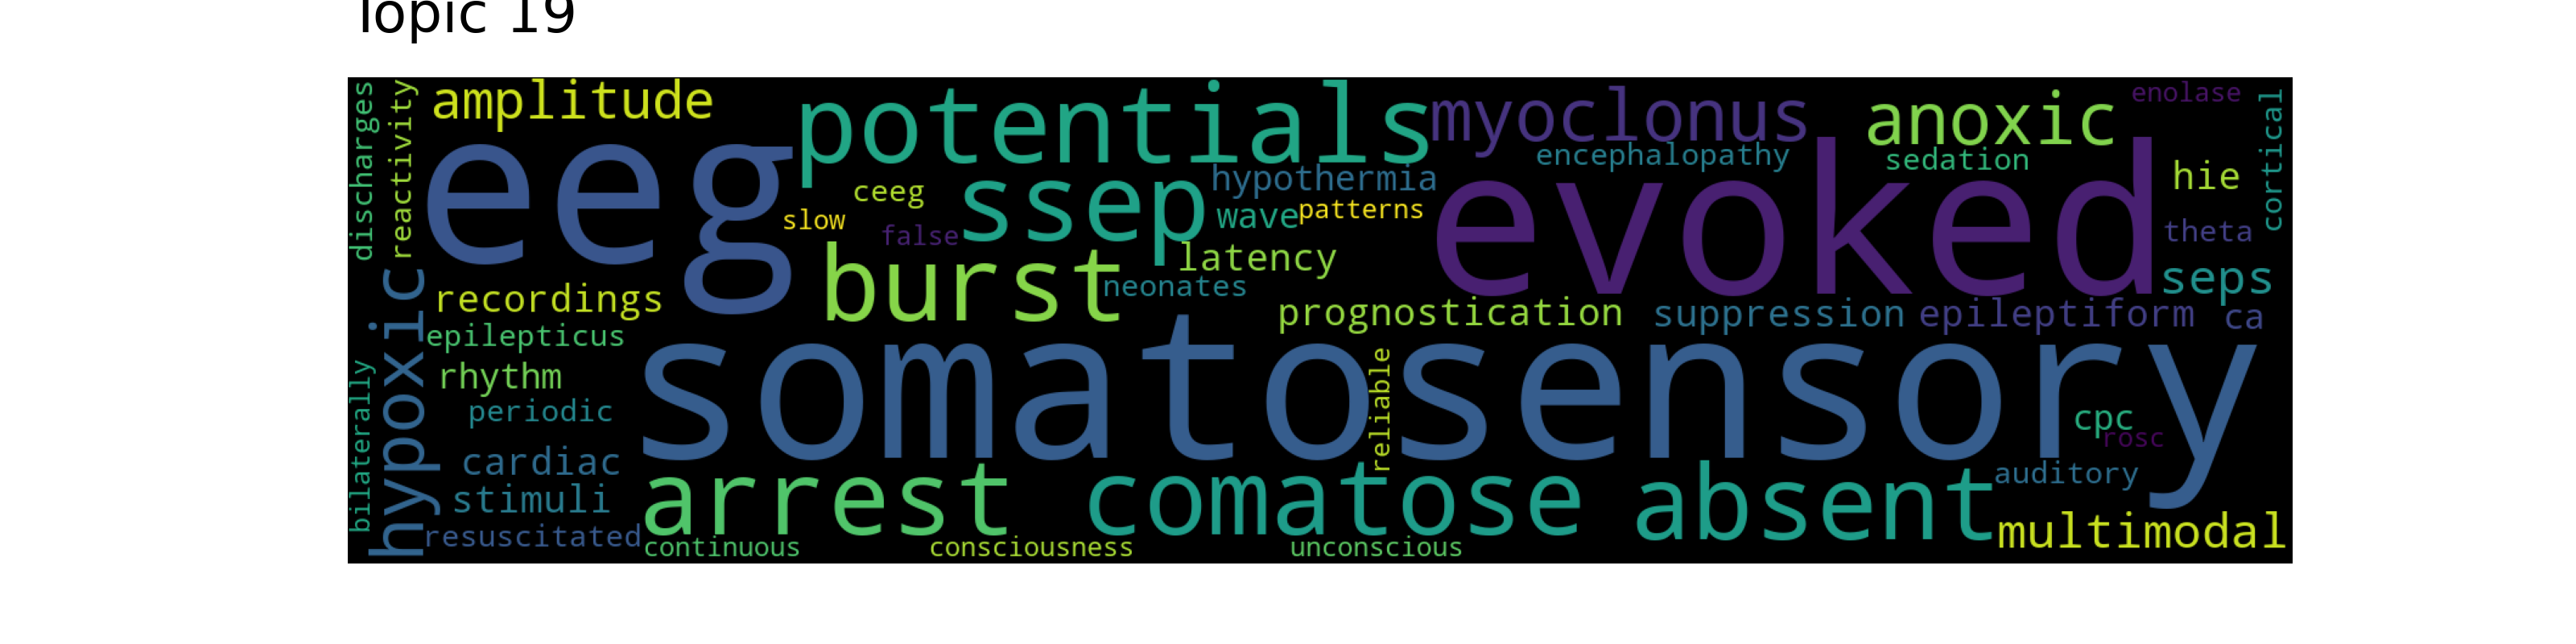 Topic 19
discharges
reactivity
amplitude
potentials
myoclonus
anoxic
enolase
cortical
eeg
ceeg
ssep
hypothermia
encephalopathy
sedation
hie
slow
false
wave
patterns
evoked
theta
burst
latency
neonates
seps
recordings
prognostication
suppression
epileptiform
ca
hypoxic
epilepticus
somatosensory
rhythm
reliable
periodic
cpc
rosc
bilaterally
cardiac
stimuli
arrest
comatose
absent
auditory
resuscitated
multimodal
continuous
consciousness
unconscious